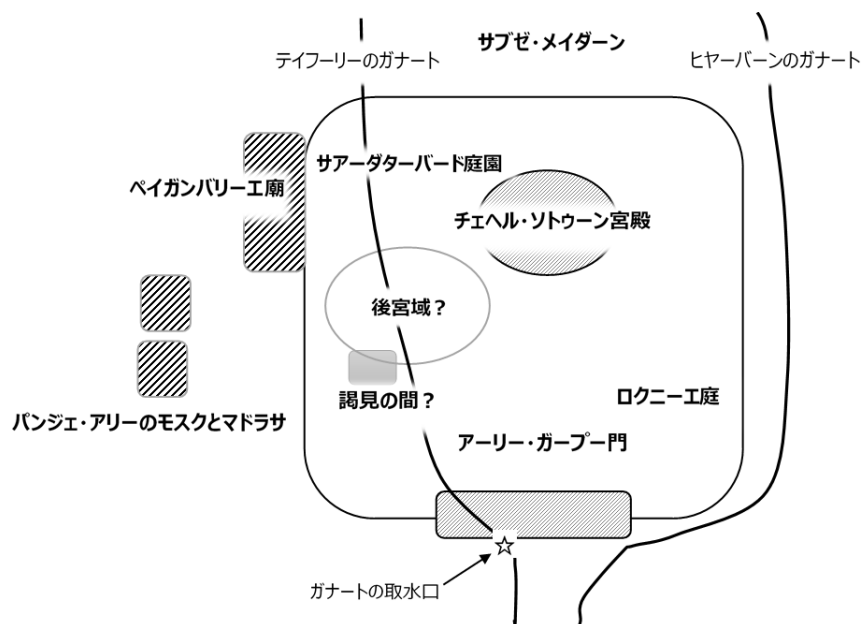 サブゼ・メイダーン
テイフーリーのガナート
ヒヤーバーンのガナート
サアーダターバード庭園
ペイガンバリーエ廟
チェヘル・ソトゥーン宮殿
後宮域？
謁見の間？
ロクニーエ庭
パンジェ・アリーのモスクとマドラサ
アーリー・ガープー門
ガナートの取水口